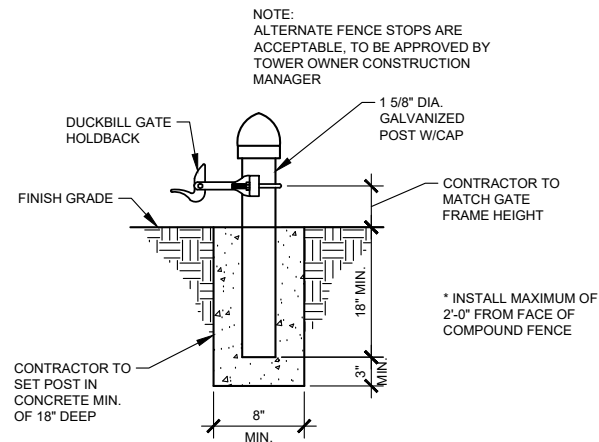 NOTE:
ALTERNATE FENCE STOPS ARE
ACCEPTABLE, TO BE APPROVED BY
TOWER OWNER CONSTRUCTION
MANAGER
1 5/8" DIA.
GALVANIZED
POST W/CAP
DUCKBILL GATE
HOLDBACK
CONTRACTOR TO
MATCH GATE
FRAME HEIGHT
FINISH GRADE
18" MIN.
* INSTALL MAXIMUM OF
2'-0" FROM FACE OF
COMPOUND FENCE
3"
MIN.
CONTRACTOR TO
SET POST IN
CONCRETE MIN.
OF 18" DEEP
8"
MIN.